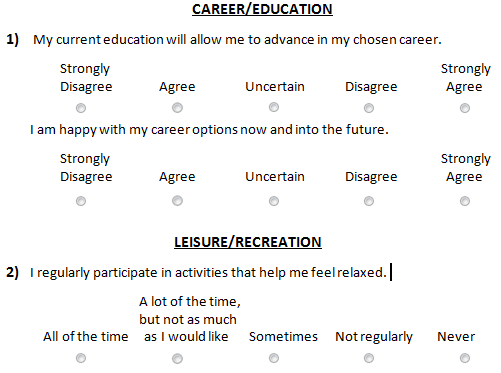 CAREER/EDUCATION
1) My current education will allow me to advance in my chosen career.
Strongly Disagree Agree Uncertain Disagree Strongly Agree
I am happy with my career options now and into the future.
Strongly Disagree Agree Uncertain Disagree Strongly Agree
LEISURE/RECREATION
2) I regularly participate in activities that help me feel relaxed.
All of the time A lot of the time, but not as much as I would like Sometimes Not regularly Never